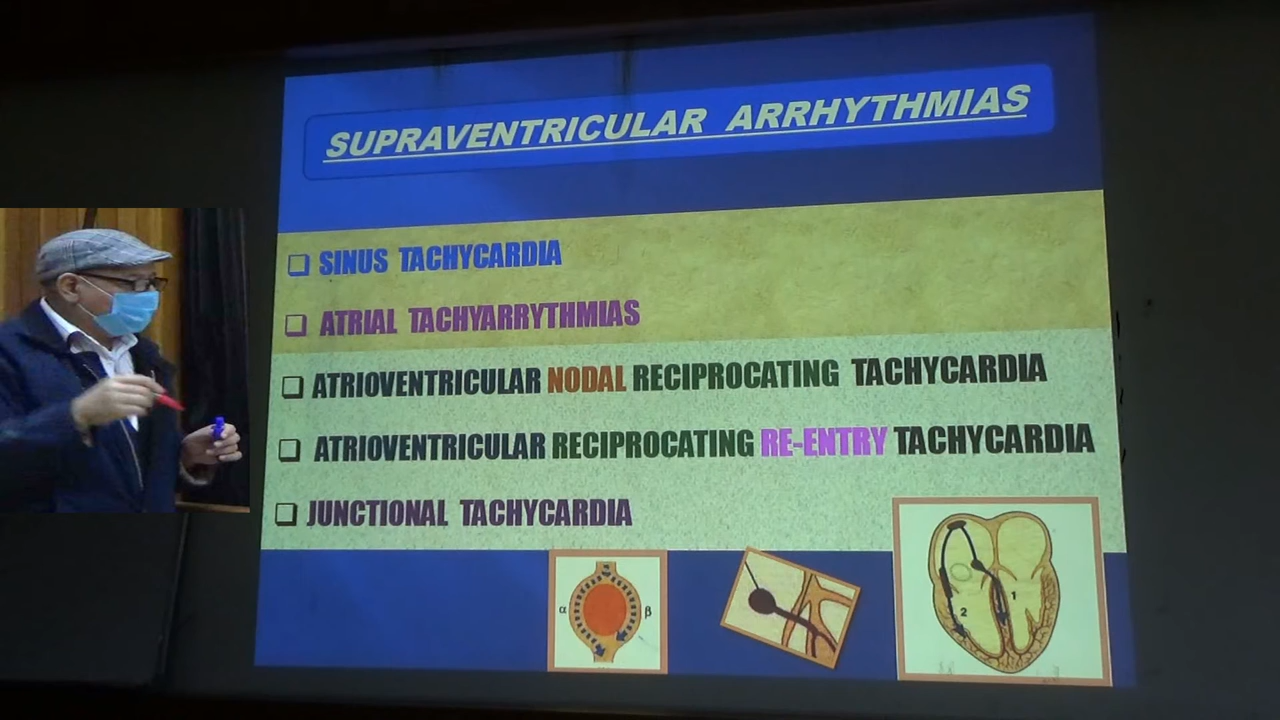 SUPRAVENTRICULAR ARRHYTHMIAS
SINUS TACHYCARDIA
ATRIAL TACHYARRYTHMIAS
ATRIOVENTRICULAR NODAL RECIPROCATING TACHYCARDIA
ATRIOVENTRICULAR RECIPROCATING RE-ENTRY TACHYCARDIA
JUNCTIONAL TACHYCARDIA
α β
2 1